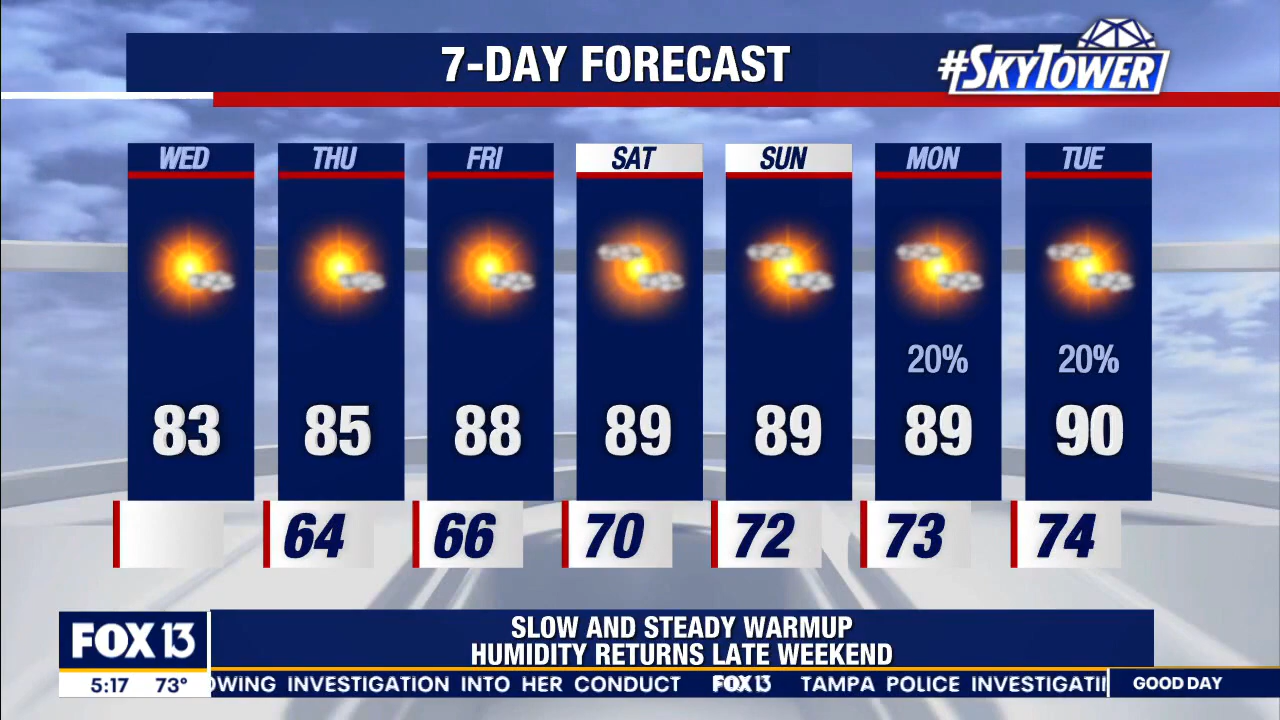 7-DAY FORECAST
#SKYTOWER
WED THU FRI SAT SUN MON TUE
20% 20%
83 85 88 89 89 89 90
64 66 70 72 73 74
SLOW AND STEADY WARMUP
HUMIDITY RETURNS LATE WEEKEND
FOX 13
5:17 73° OWING INVESTIGATION INTO HER CONDUCT FOX 13 TAMPA POLICE INVESTIGATI GOOD DAY